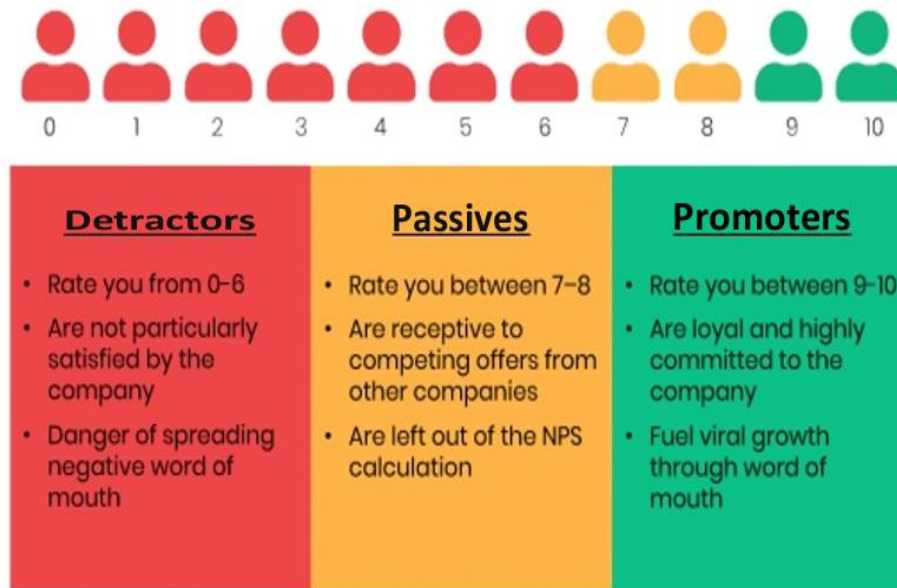 0 1 2 3 4 5 6 7 8 9 10
Detractors
• Rate you from 0-6
• Are not particularly
satisfied by the
company
• Danger of spreading
negative word of
mouth
Passives
• Rate you between 7-8
• Are receptive to
competing offers from
other companies
• Are left out of the NPS
calculation
Promoters
• Rate you between 9-10
• Are loyal and highly
committed to the
company
• Fuel viral growth
through word of
mouth